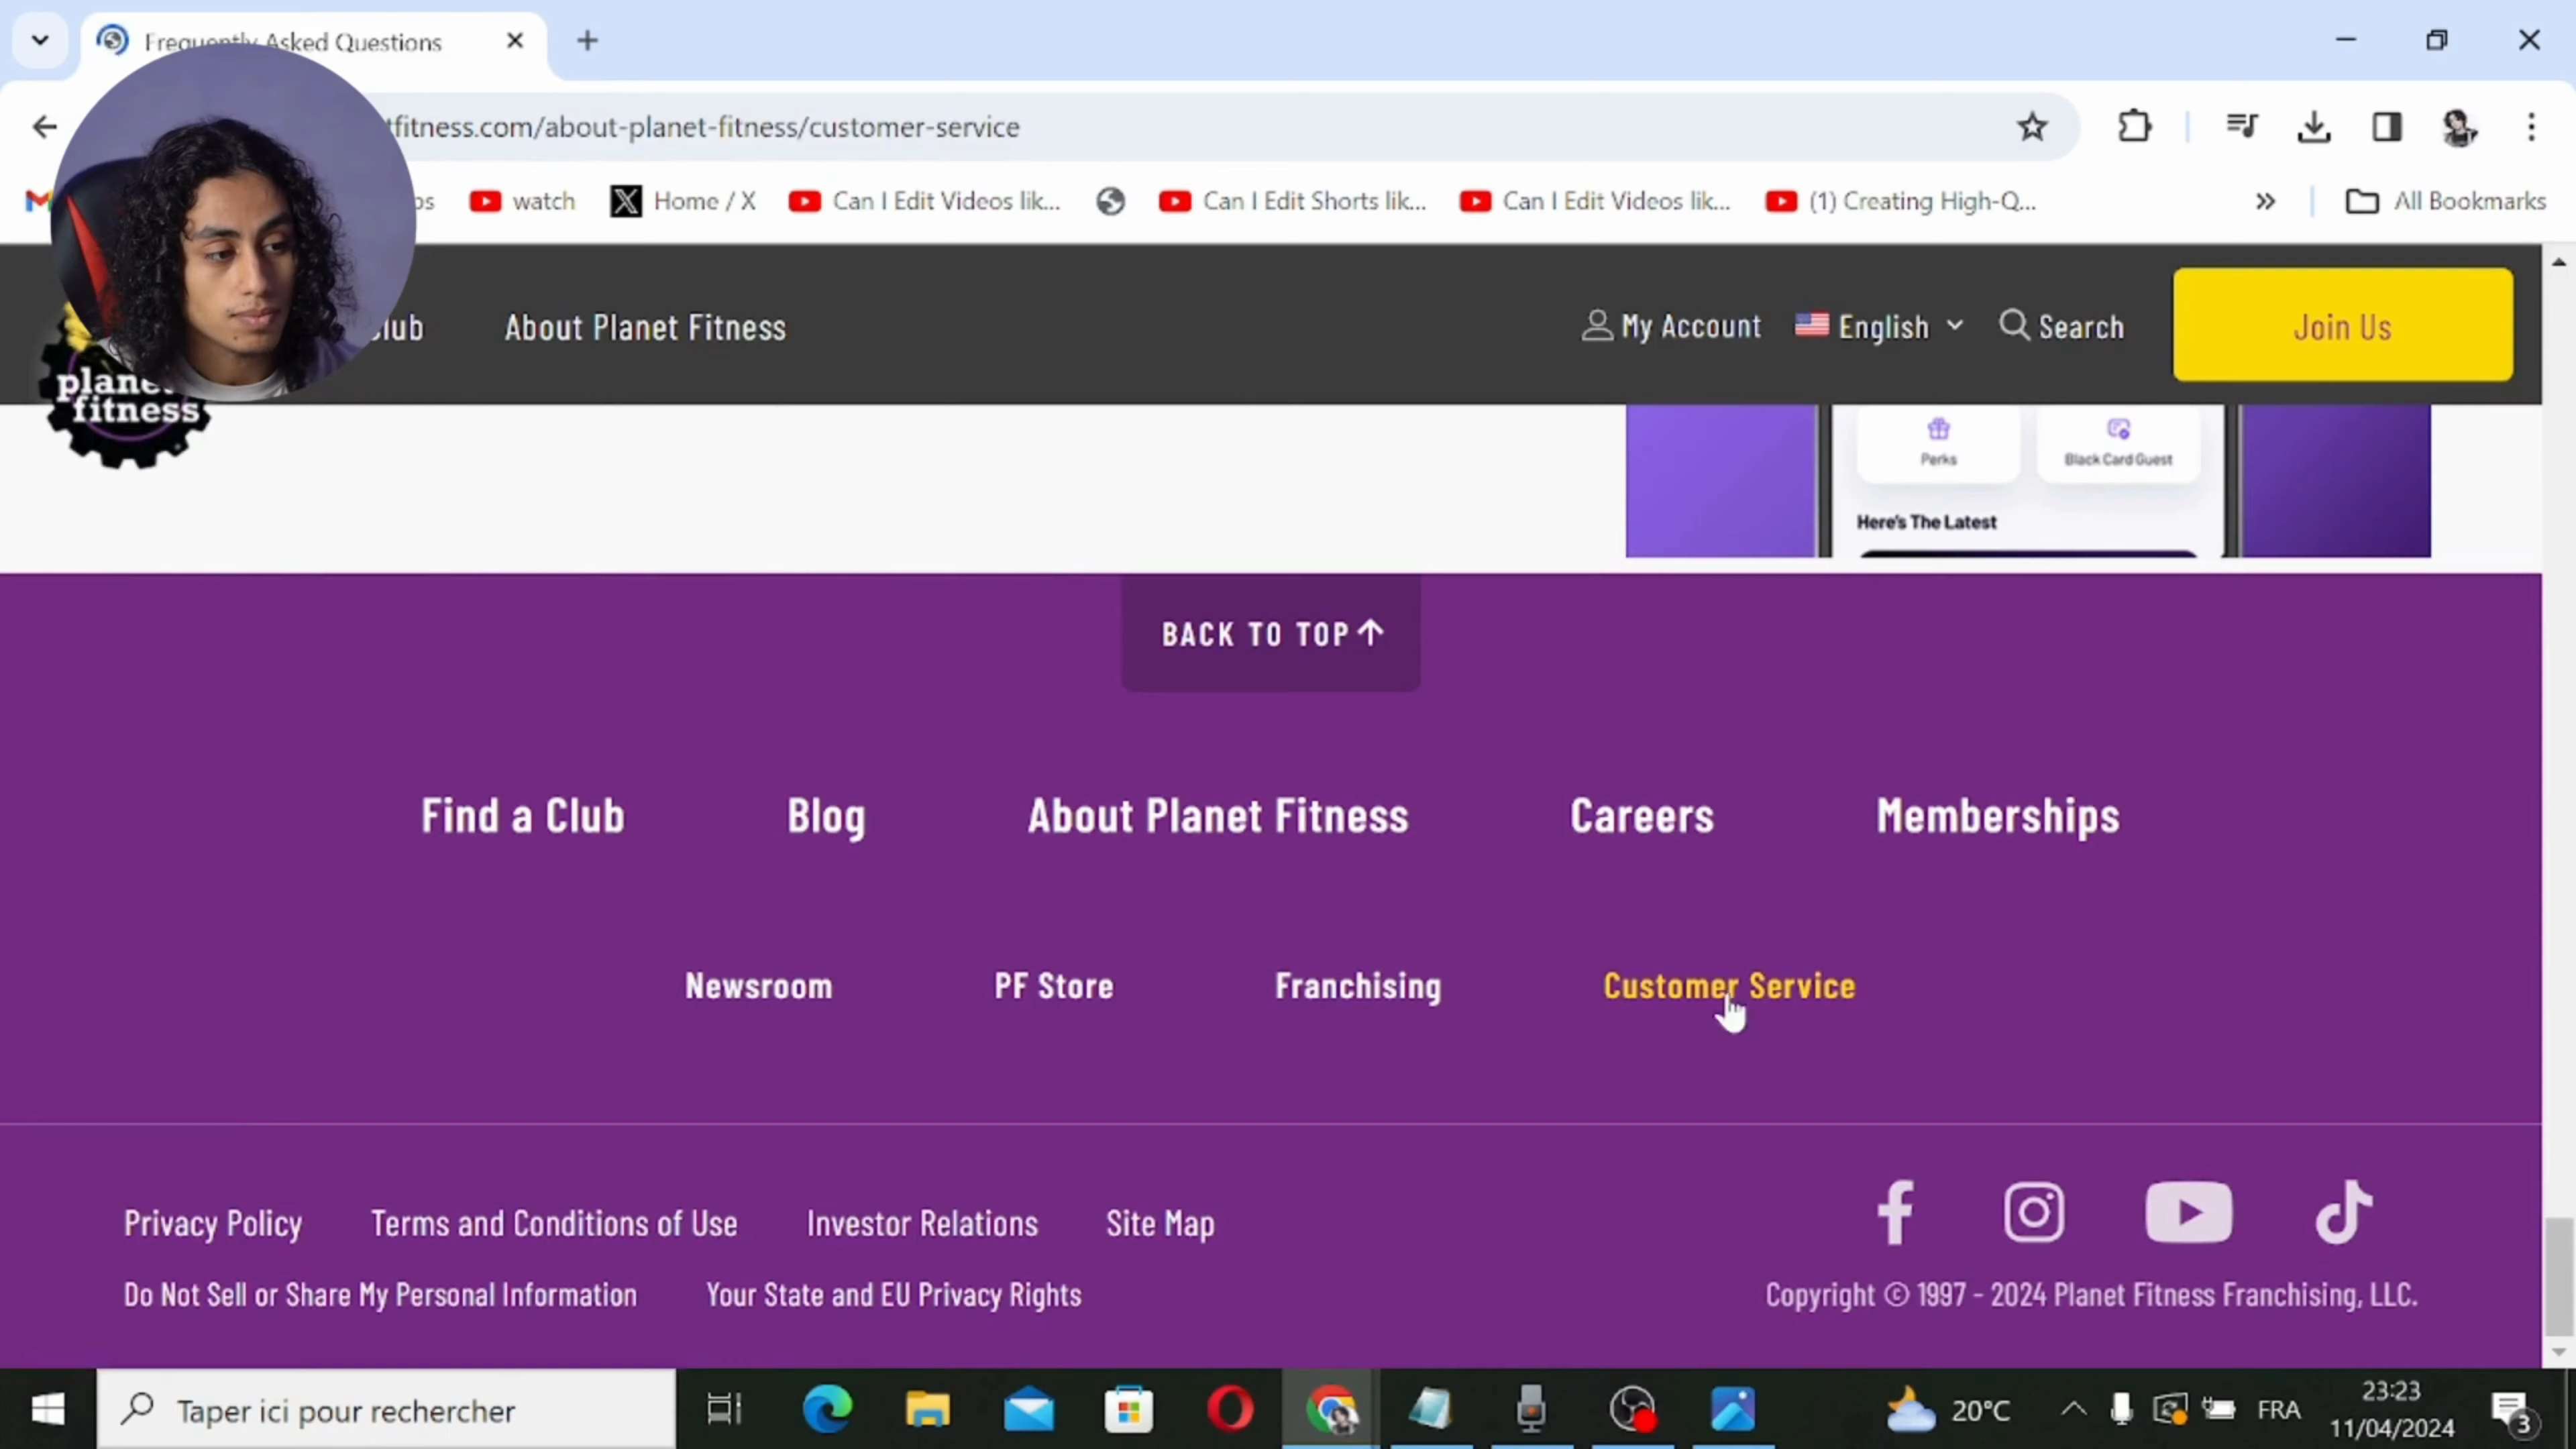 Frequently Asked Questions
tfitness.com/about-planet-fitness/customer-service
watch
Home / X
Can I Edit Videos lik...
Can I Edit Shorts lik...
Can I Edit Videos lik...
(1) Creating High-Q...
All Bookmarks
About Planet Fitness
My Account
English
Search
Join Us
planet
fitness
Perks
Black Card Guest
Here's The Latest
BACK TO TOP
Find a Club
Blog
About Planet Fitness
Careers
Memberships
Newsroom
PF Store
Franchising
Customer Service
Privacy Policy
Terms and Conditions of Use
Investor Relations
Site Map
Do Not Sell or Share My Personal Information
Your State and EU Privacy Rights
Copyright © 1997 - 2024 Planet Fitness Franchising, LLC.
Taper ici pour rechercher
20°C
FRA
23:23
11/04/2024
3